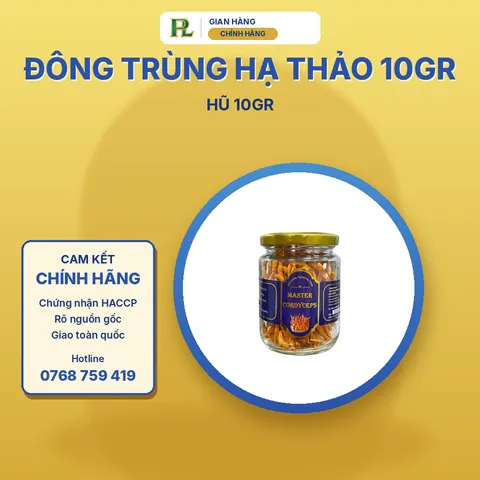 PL
GIAN HÀNG
CHÍNH HÃNG
ĐÔNG TRÙNG HẠ THẢO 10GR
HŨ 10GR
CAM KẾT
CHÍNH HÃNG
Chứng nhận HACCP
Rõ nguồn gốc
Giao toàn quốc
Hotline
0768 759 419
MASTER
CORDYCEPS